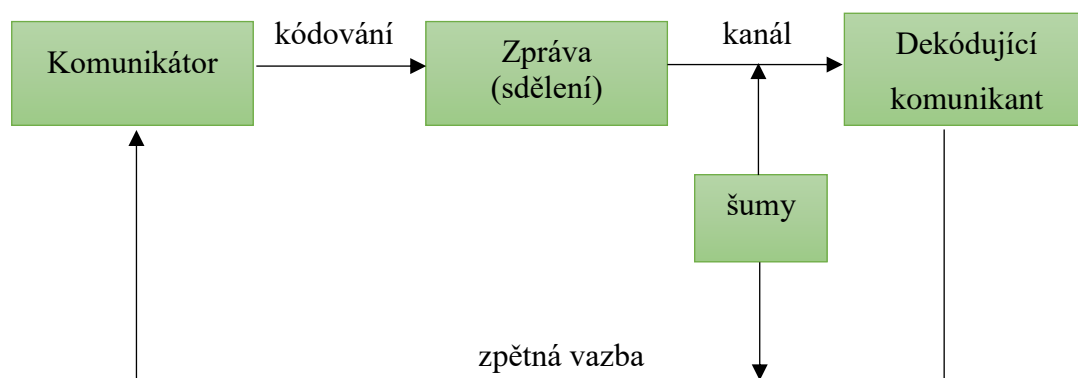 Komunikátor
kódování
Zpráva
(sdělení)
kanál
Dekódující
komunikant
šumy
zpětná vazba